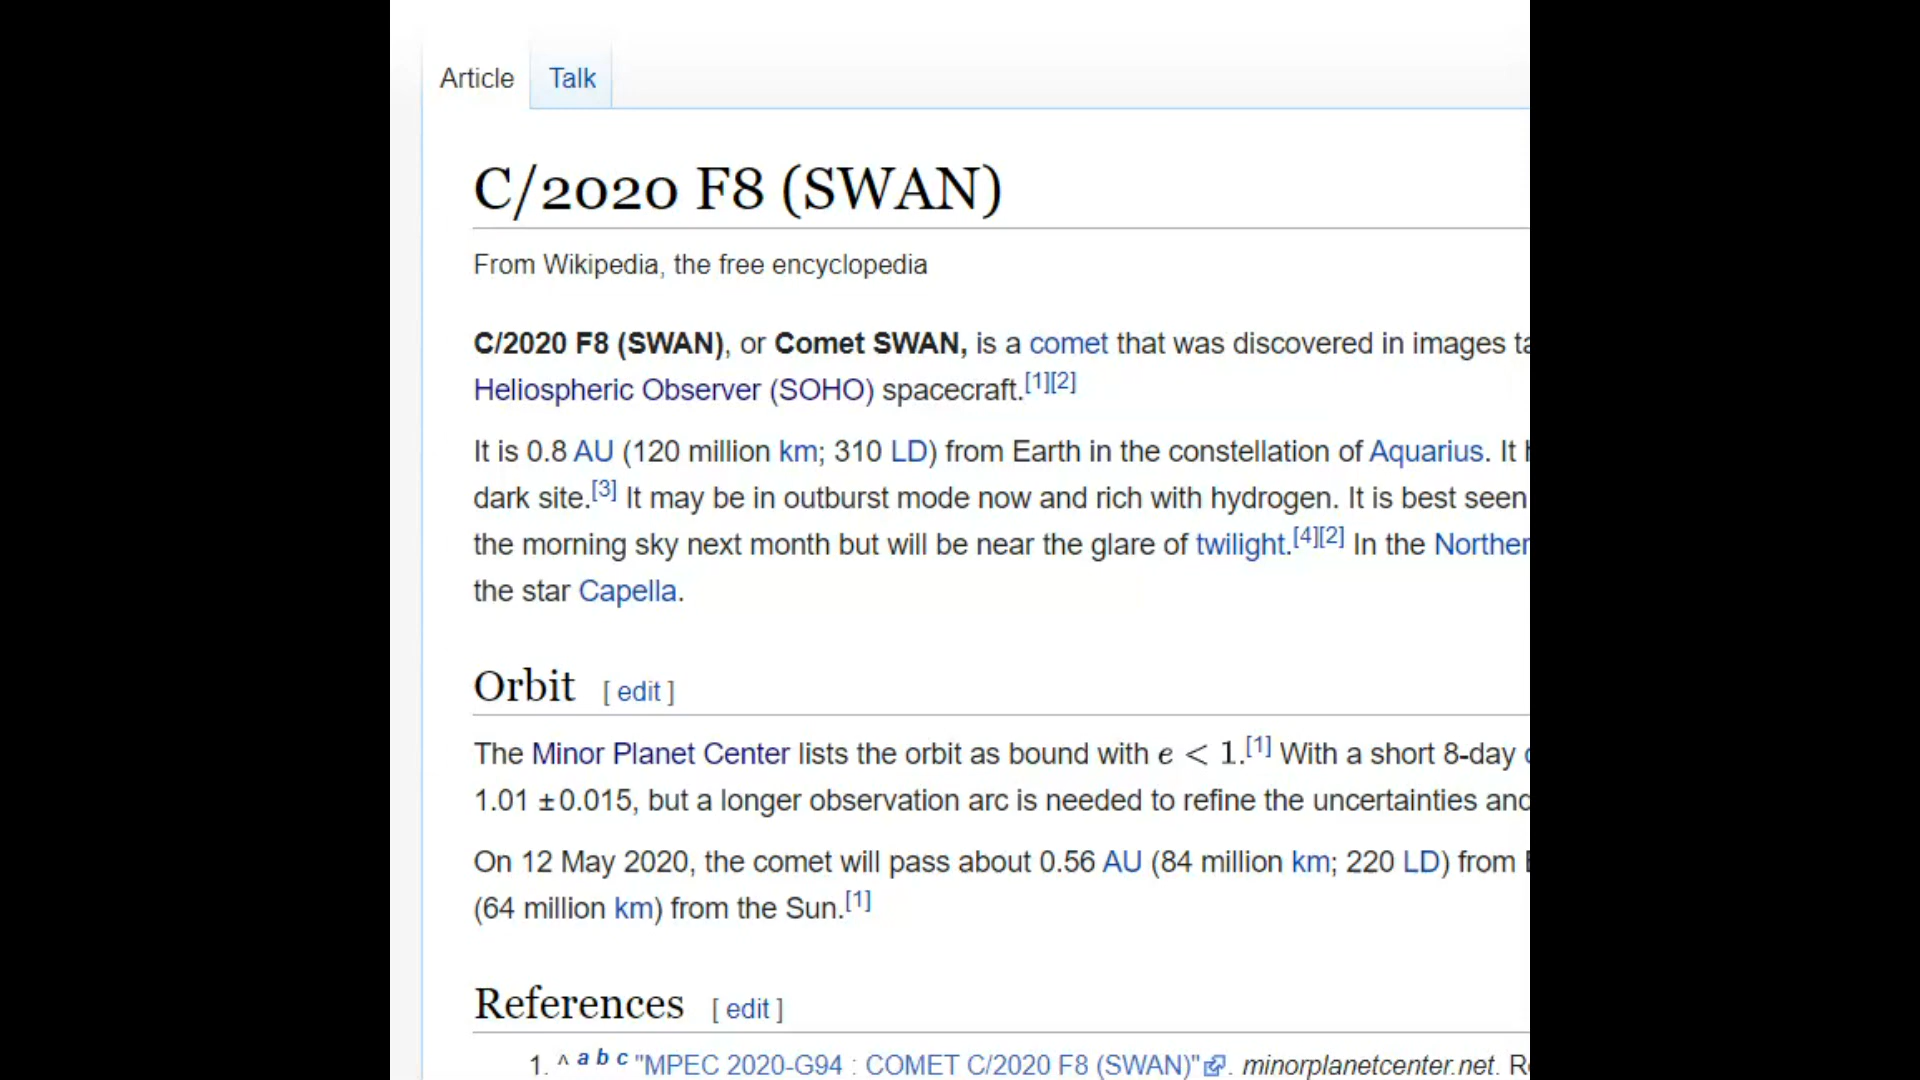 Article Talk
C/2020 F8 (SWAN)
From Wikipedia, the free encyclopedia
C/2020 F8 (SWAN), or Comet SWAN, is a comet that was discovered in images
Heliospheric Observer (SOHO) spacecraft.[1][2]
It is 0.8 AU (120 million km; 310 LD) from Earth in the constellation of Aquarius. It
dark site.[3] It may be in outburst mode now and rich with hydrogen. It is best seen
the morning sky next month but will be near the glare of twilight.[4][2] In the
the star Capella.
Orbit [ edit ]
The Minor Planet Center lists the orbit as bound with e < 1.[1] With a short 8-day
1.01 ±0.015, but a longer observation arc is needed to refine the uncertainties
On 12 May 2020, the comet will pass about 0.56 AU (84 million km; 220 LD) from
(64 million km) from the Sun.[1]
References [ edit ]
1. ^ a b c "MPEC 2020-G94 : COMET C/2020 F8 (SWAN)". minorplanetcenter.net.